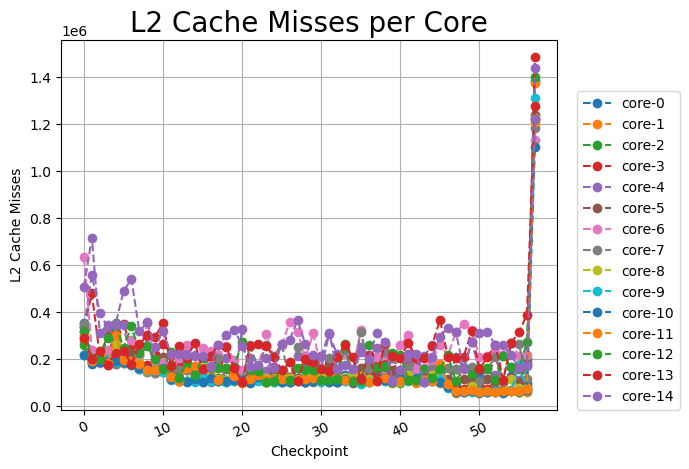 L2 Cache Misses per Core
1e6
1.4
1.2
1.0
0.8
0.6
0.4
0.2
0.0
L2 Cache Misses
0
10
20
30
40
50
Checkpoint
core-0
core-1
core-2
core-3
core-4
core-5
core-6
core-7
core-8
core-9
core-10
core-11
core-12
core-13
core-14